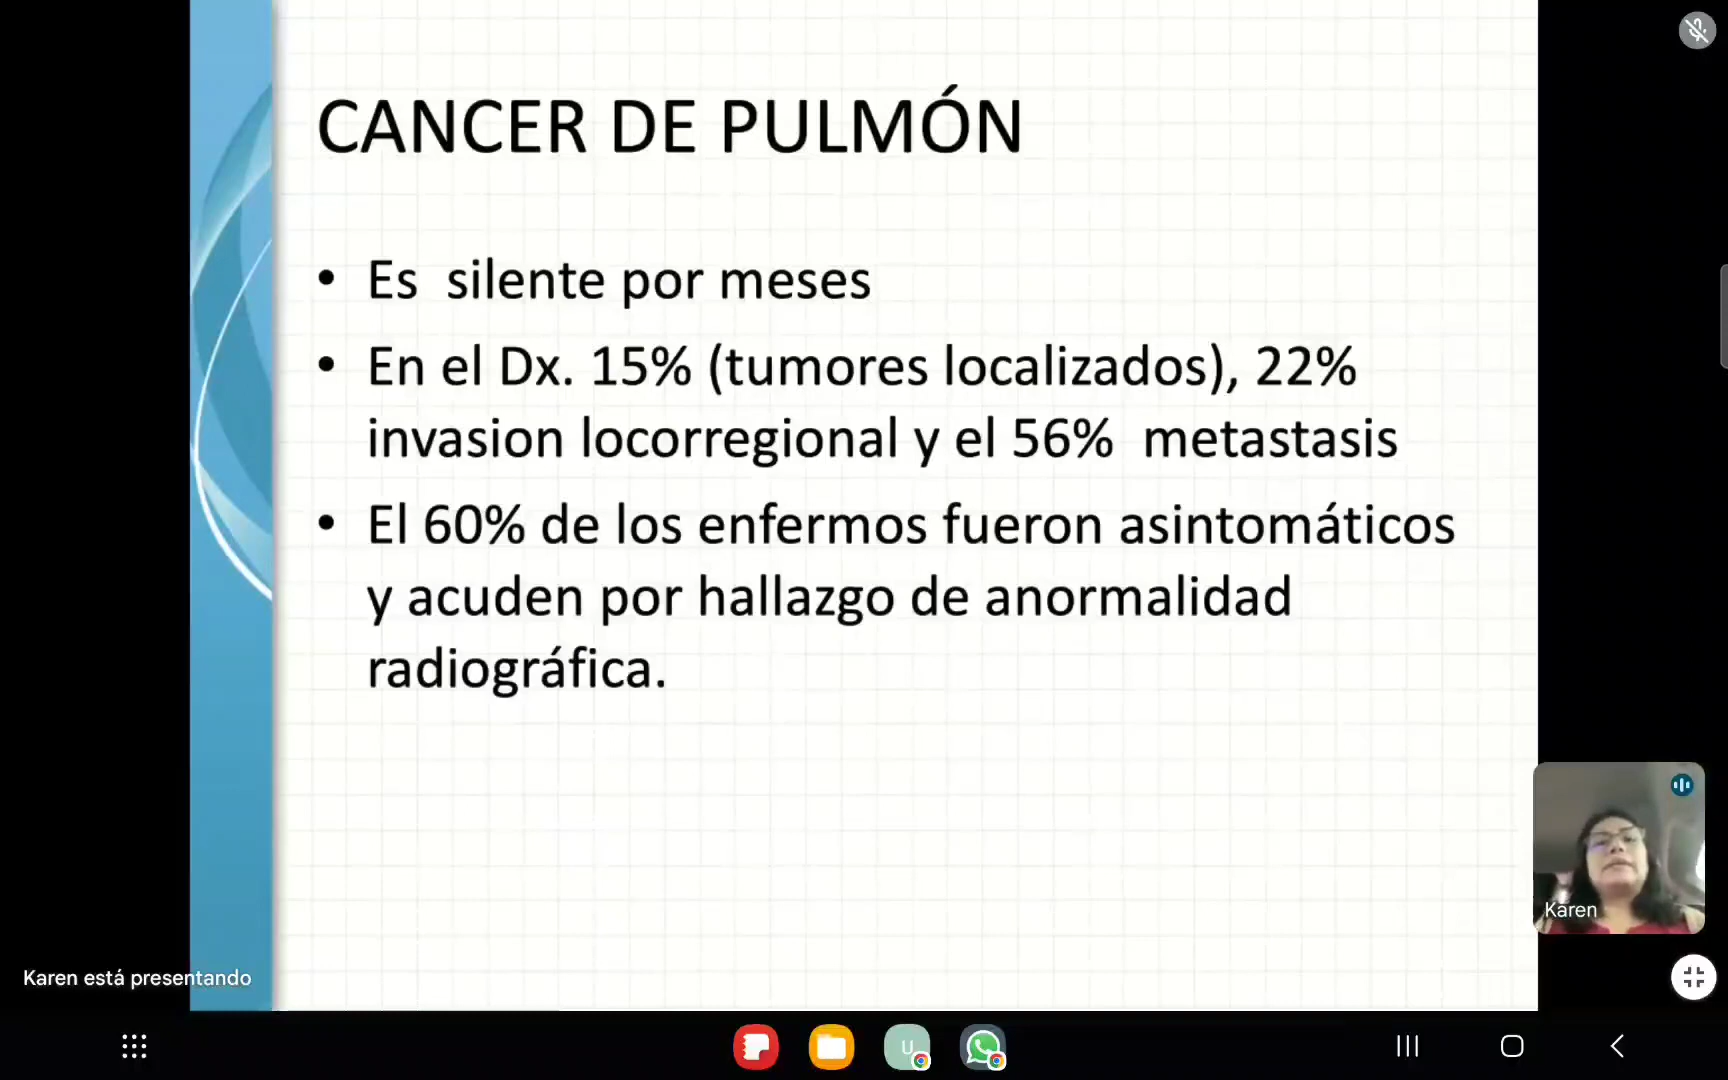 CANCER DE PULMÓN
• Es  silente por meses
• En el Dx. 15% (tumores localizados), 22%
invasion locorregional y el 56%  metastasis
• El 60% de los enfermos fueron asintomáticos
y acuden por hallazgo de anormalidad
radiográfica.
Karen
Karen está presentando
U